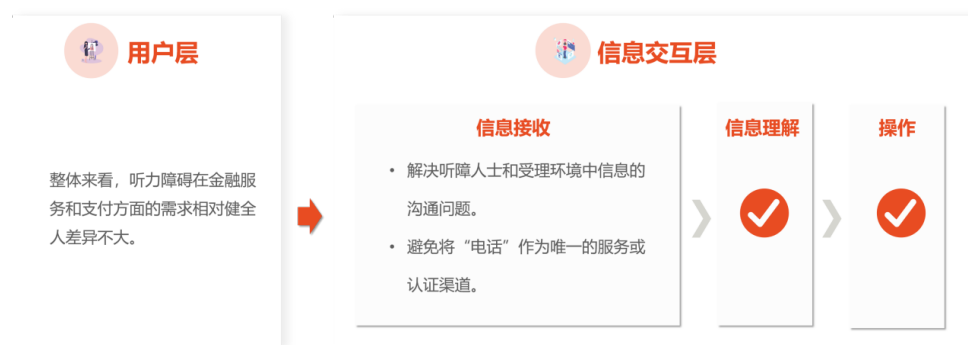 用户层
整体来看，听力障碍在金融服
务和支付方面的需求相对健全
人差异不大。
信息交互层
信息接收
• 解决听障人士和受理环境中信息的
沟通问题。
• 避免将“电话”作为唯一的服务或
认证渠道。
信息理解
操作